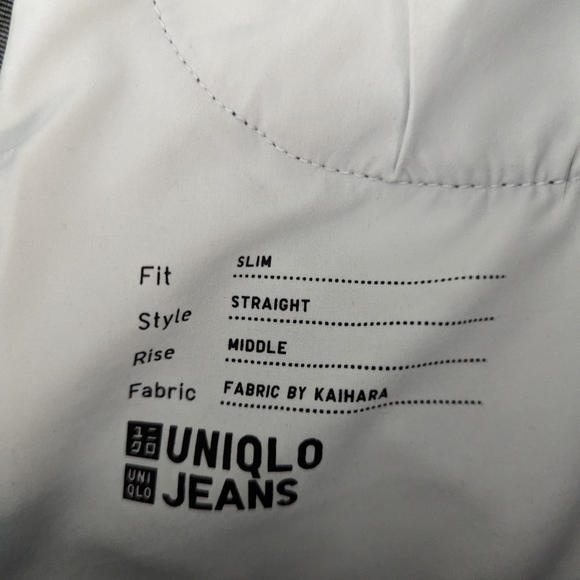 Fit SLIM
Style STRAIGHT
Rise MIDDLE
Fabric FABRIC BY KAIHARA
ユニ
クロ
UNIQLO
UNI
QLO
JEANS